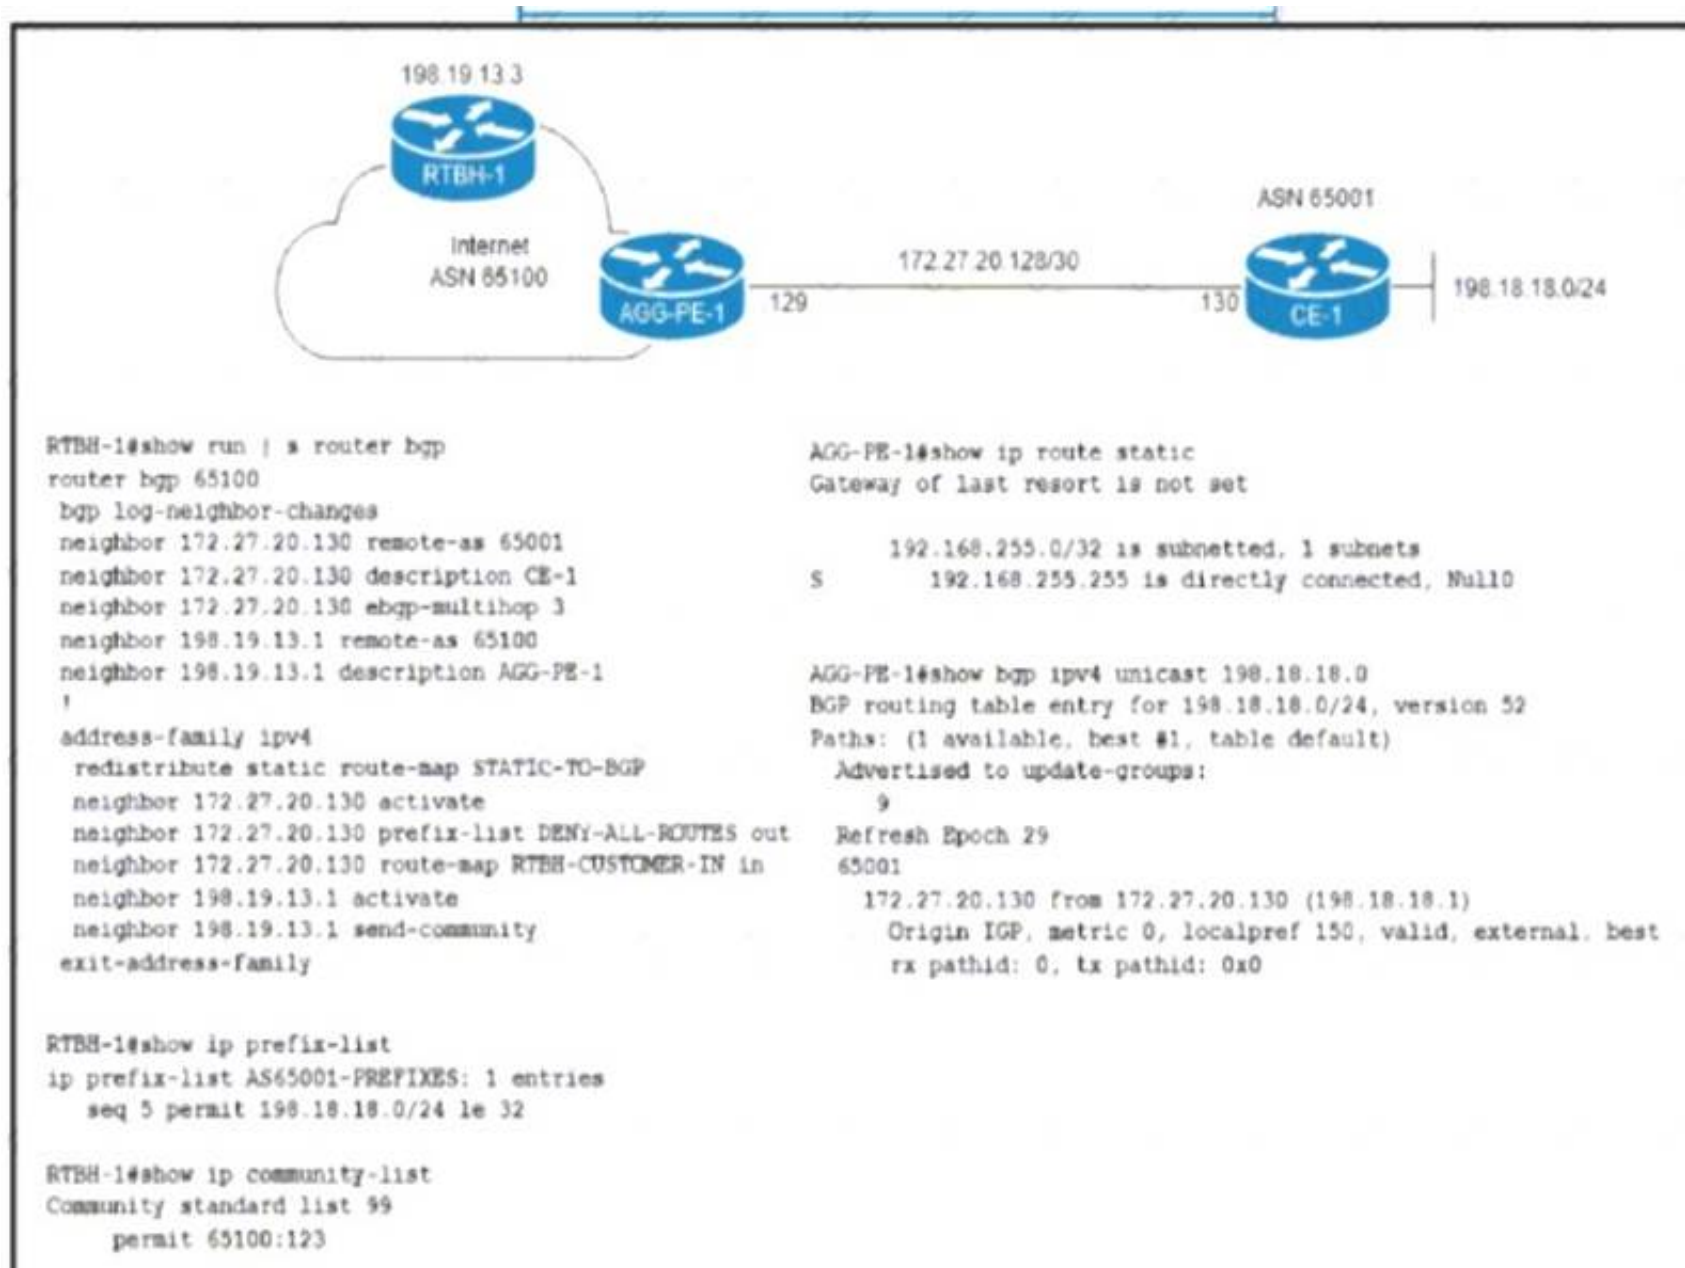 198.19.13.3
RTBH-1
Internet
ASN 65100
AGG-PE-1
129
172.27.20.128/30
130
ASN 65001
CE-1
198.18.18.0/24
RTBH-1#show run | s router bgp
router bgp 65100
bgp log-neighbor-changes
neighbor 172.27.20.130 remote-as 65001
neighbor 172.27.20.130 description CE-1
neighbor 172.27.20.130 ebgp-multihop 3
neighbor 198.19.13.1 remote-as 65100
neighbor 198.19.13.1 description AGG-PE-1
!
address-family ipv4
redistribute static route-map STATIC-TO-BGP
neighbor 172.27.20.130 activate
neighbor 172.27.20.130 prefix-list DENY-ALL-ROUTES out
neighbor 172.27.20.130 route-map RTBH-CUSTOMER-IN in
neighbor 198.19.13.1 activate
neighbor 198.19.13.1 send-community
exit-address-family
RTBH-1#show ip prefix-list
ip prefix-list AS65001-PREFIXES: 1 entries
seq 5 permit 198.18.18.0/24 le 32
RTBH-1#show ip community-list
Community standard list 99
permit 65100:123
AGG-PE-1#show ip route static
Gateway of last resort is not set
192.168.255.0/32 is subnetted, 1 subnets
S 192.168.255.255 is directly connected, Null0
AGG-PE-1#show bgp ipv4 unicast 198.18.18.0
BGP routing table entry for 198.18.18.0/24, version 52
Paths: (1 available, best #1, table default)
Advertised to update-groups:
9
Refresh Epoch 29
65001
172.27.20.130 from 172.27.20.130 (198.18.18.1)
Origin IGP, metric 0, localpref 150, valid, external, best
rx pathid: 0, tx pathid: 0x0